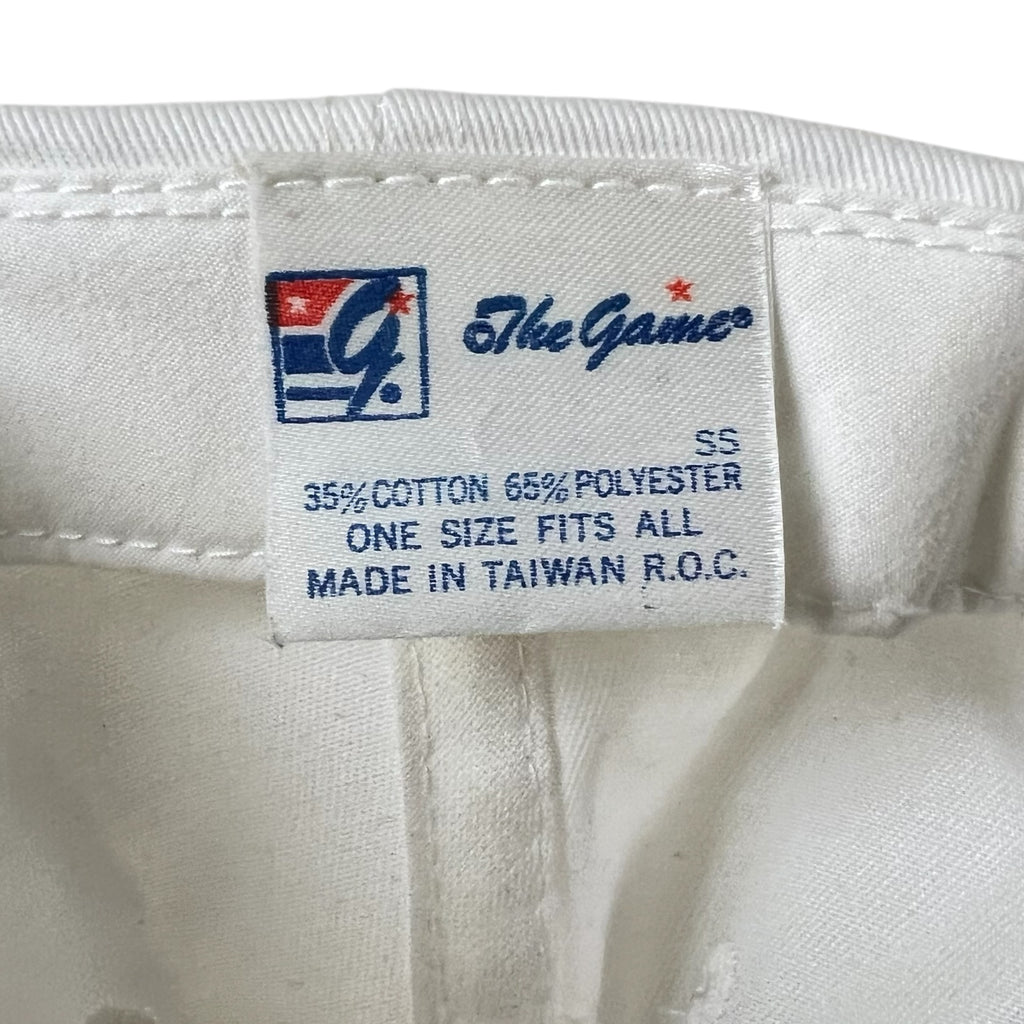 g.
©The Game®
SS
35% COTTON 65% POLYESTER
ONE SIZE FITS ALL
MADE IN TAIWAN R.O.C.